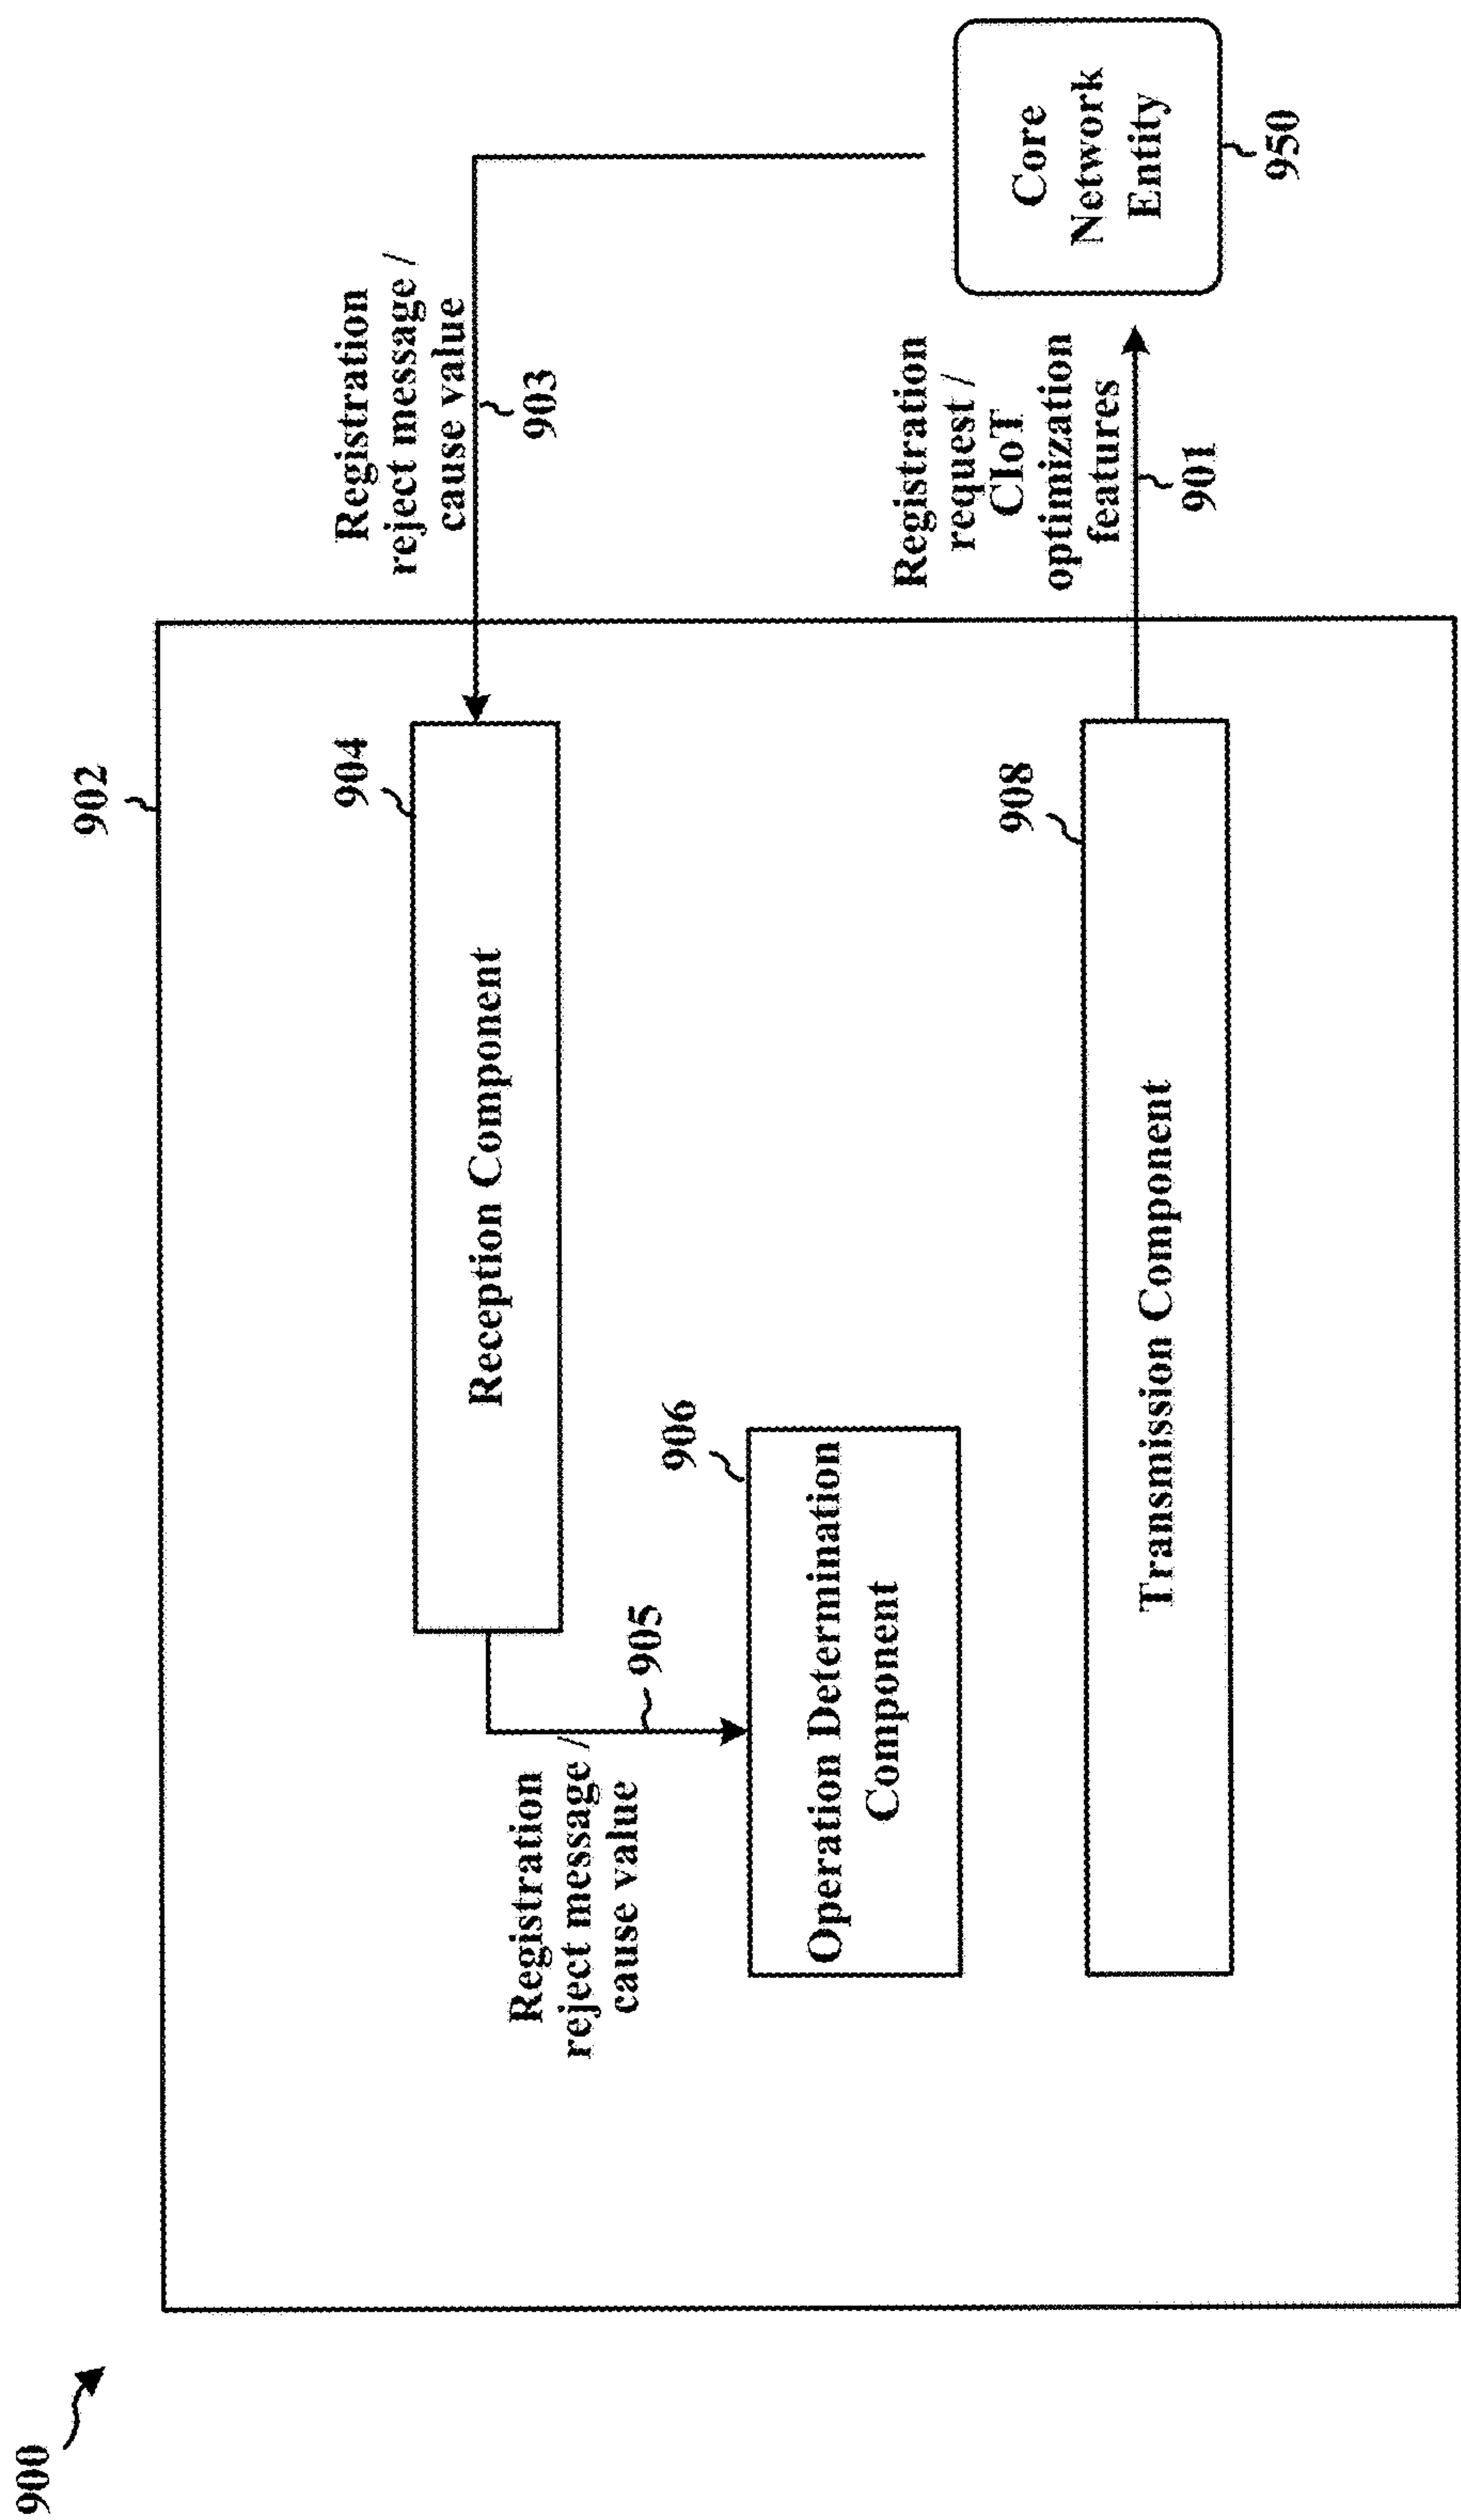 900
902
904
Reception Component
Registration
reject message /
cause value
903
Registration
reject message /
cause value
905
906
Operation Determination
Component
908
Transmission Component
Registration
request /
CIoT
optimization
features
901
Core
Network
Entity
950